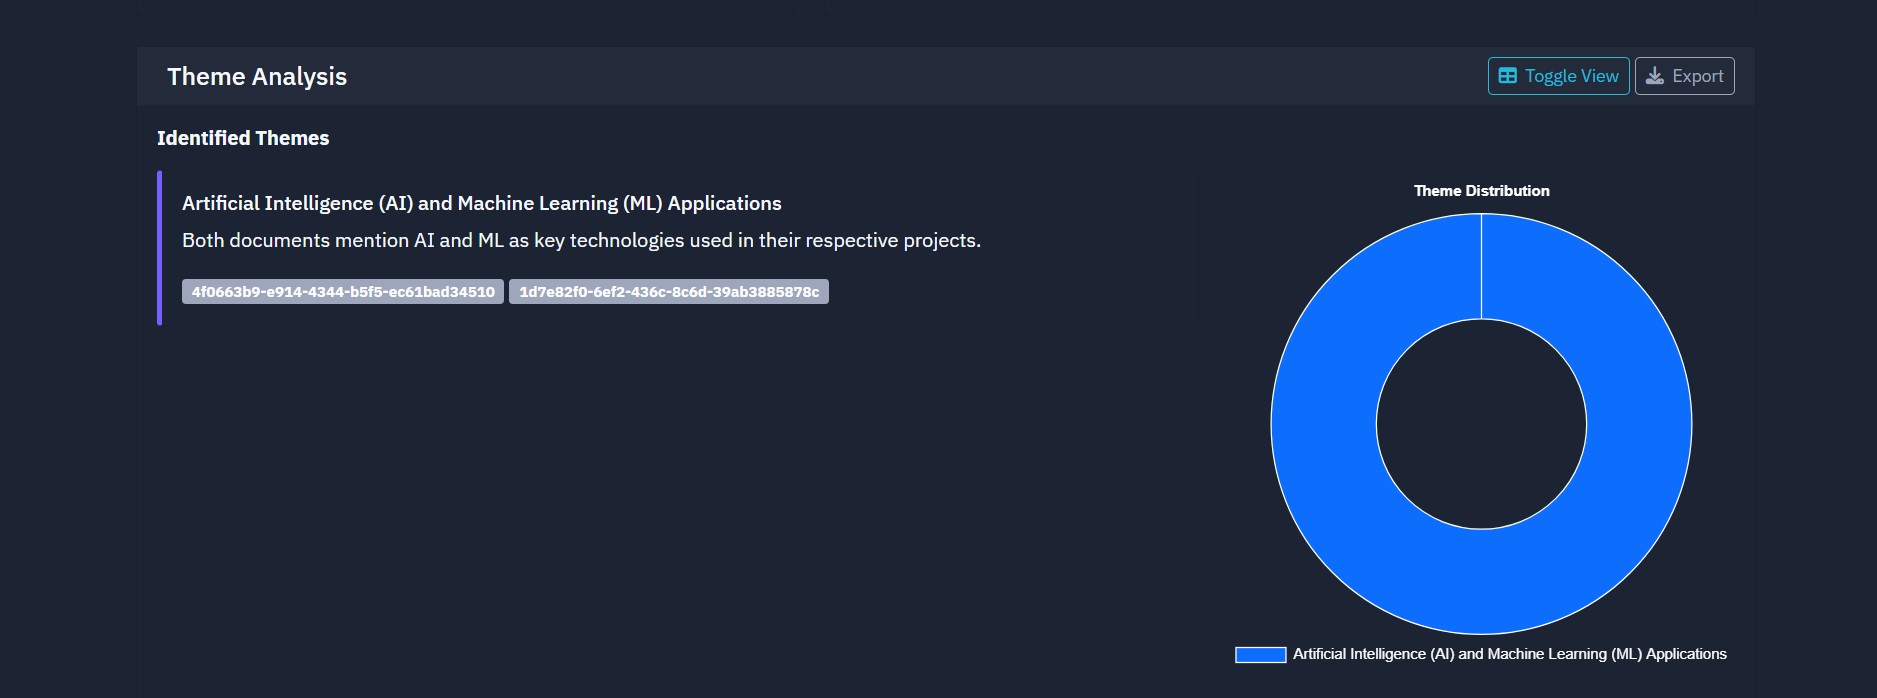 Theme Analysis
Toggle View
Export
Identified Themes
Artificial Intelligence (AI) and Machine Learning (ML) Applications
Both documents mention AI and ML as key technologies used in their respective projects.
4f0663b9-e914-4344-b5f5-ec61bad34510
1d7e82f0-6ef2-436c-8c6d-39ab3885878c
Theme Distribution
Artificial Intelligence (AI) and Machine Learning (ML) Applications